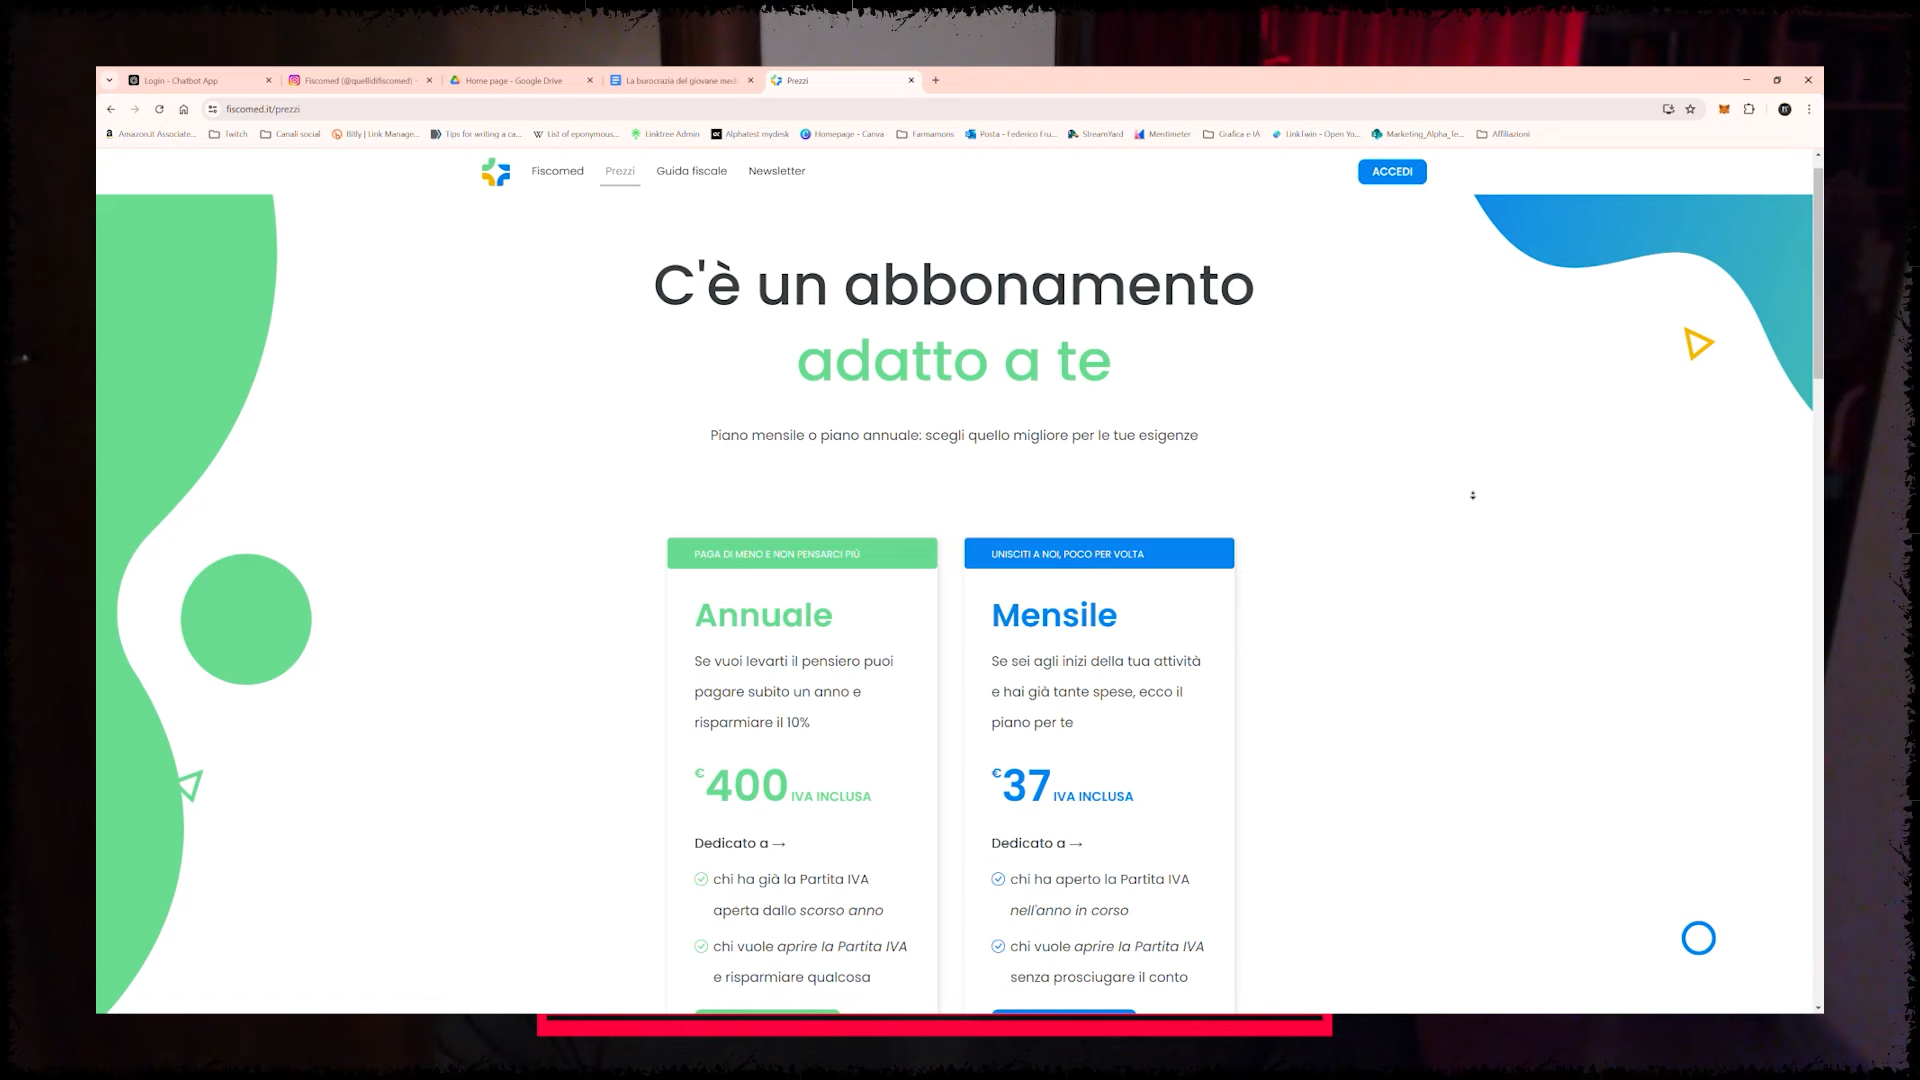 Login - Chatbot App
Fiscomed (@quellidifiscomed)
Home page - Google Drive
La burocrazia del giovane medi
Prezzi
fiscomed.it/prezzi
Amazon.it Associate...
Twitch
Canali social
Bitly | Link Manage...
Tips for writing a ca...
List of eponymous...
Linktree Admin
Alphatest mydesk
Homepage - Canva
Farmamons
Posta - Federico Fru...
StreamYard
Mentimeter
Grafica e IA
LinkTwin - Open Yo...
Marketing_Alpha_Te...
Affiliazioni
Fiscomed
Prezzi
Guida fiscale
Newsletter
ACCEDI
C'è un abbonamento
adatto a te
Piano mensile o piano annuale: scegli quello migliore per le tue esigenze
PAGA DI MENO E NON PENSARCI PIÙ
Annuale
Se vuoi levarti il pensiero puoi
pagare subito un anno e
risparmiare il 10%
€400 IVA INCLUSA
Dedicato a →
chi ha già la Partita IVA
aperta dallo scorso anno
chi vuole aprire la Partita IVA
e risparmiare qualcosa
UNISCITI A NOI, POCO PER VOLTA
Mensile
Se sei agli inizi della tua attività
e hai già tante spese, ecco il
piano per te
€37 IVA INCLUSA
Dedicato a →
chi ha aperto la Partita IVA
nell'anno in corso
chi vuole aprire la Partita IVA
senza prosciugare il conto